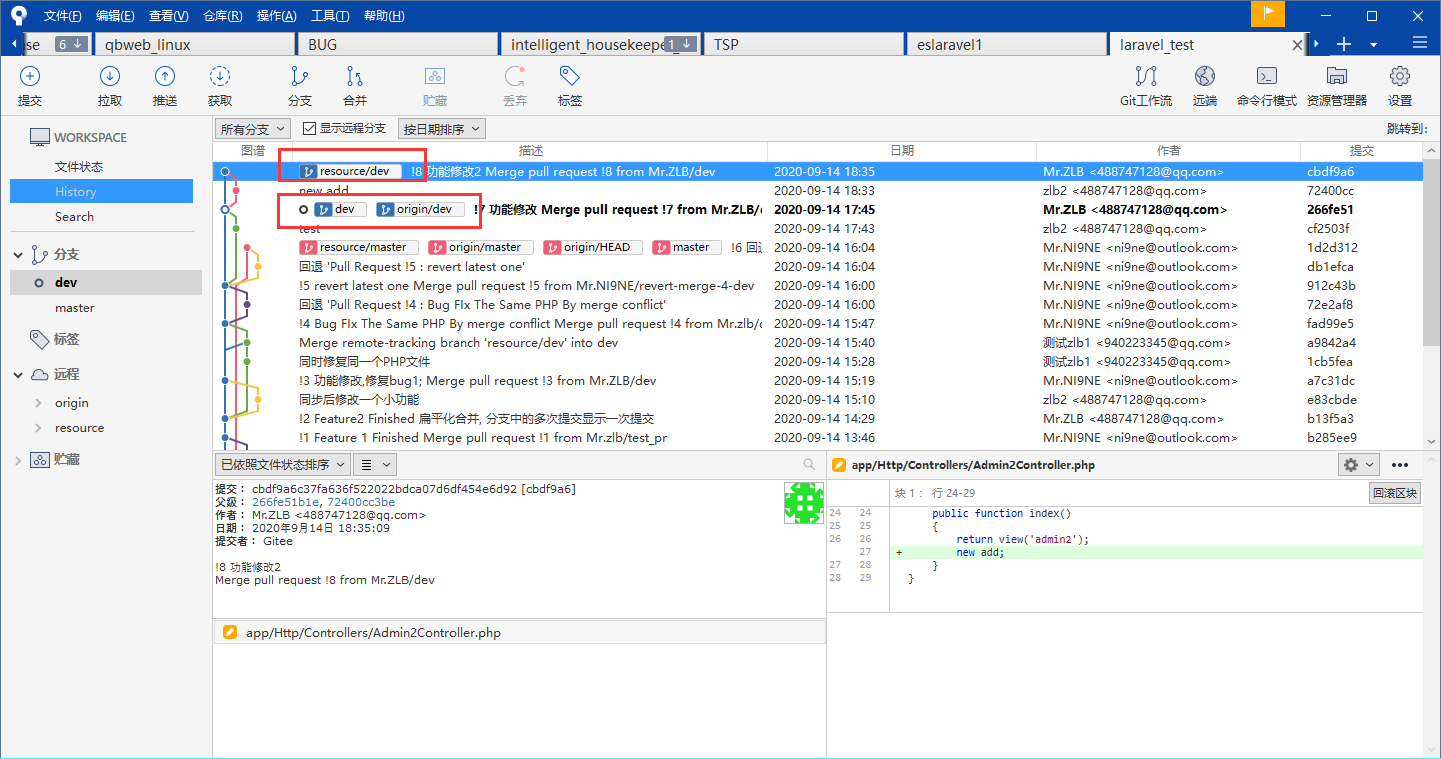 文件(F) 编辑(E) 查看(V) 仓库(R) 操作(A) 工具(T) 帮助(H)
se 6 qbweb_linux BUG intelligent_housekeepe 1 TSP eslaravel1 laravel_test
提交 拉取 推送 获取 分支 合并 贮藏 丢弃 标签 Git工作流 远端 命令行模式 资源管理器 设置
WORKSPACE
文件状态
History
Search
分支
dev
master
标签
远程
origin
resource
贮藏
所有分支 显示远程分支 按日期排序 跳转到:
图谱 描述 日期 作者 提交
resource/dev !8 功能修改2 Merge pull request !8 from Mr.ZLB/dev 2020-09-14 18:35 Mr.ZLB <488747128@qq.com> cbdf9a6
new add 2020-09-14 18:33 zlb2 <488747128@qq.com> 72400cc
dev origin/dev !7 功能修改 Merge pull request !7 from Mr.ZLB/ 2020-09-14 17:45 Mr.ZLB <488747128@qq.com> 266fe51
test 2020-09-14 17:43 zlb2 <488747128@qq.com> cf2503f
resource/master origin/master origin/HEAD master !6 回 2020-09-14 16:04 Mr.NI9NE <ni9ne@outlook.com> 1d2d312
回退 'Pull Request !5 : revert latest one' 2020-09-14 16:04 Mr.NI9NE <ni9ne@outlook.com> db1efca
!5 revert latest one Merge pull request !5 from Mr.NI9NE/revert-merge-4-dev 2020-09-14 16:00 Mr.NI9NE <ni9ne@outlook.com> 912c43b
回退 'Pull Request !4 : Bug FIx The Same PHP By merge conflict' 2020-09-14 16:00 Mr.NI9NE <ni9ne@outlook.com> 72e2af8
!4 Bug FIx The Same PHP By merge conflict Merge pull request !4 from Mr.zlb/ 2020-09-14 15:47 Mr.NI9NE <ni9ne@outlook.com> fad99e5
Merge remote-tracking branch 'resource/dev' into dev 2020-09-14 15:40 测试zlb1 <940223345@qq.com> a9842a4
同时修复同一个PHP文件 2020-09-14 15:28 测试zlb1 <940223345@qq.com> 1cb5fea
!3 功能修改,修复bug1; Merge pull request !3 from Mr.ZLB/dev 2020-09-14 15:19 Mr.NI9NE <ni9ne@outlook.com> a7c31dc
同步后修改一个小功能 2020-09-14 15:10 zlb2 <488747128@qq.com> e83cbde
!2 Feature2 Finished 扁平化合并, 分支中的多次提交显示一次提交 2020-09-14 14:29 Mr.ZLB <488747128@qq.com> b13f5a3
!1 Feature 1 Finished Merge pull request !1 from Mr.zlb/test_pr 2020-09-14 13:46 Mr.NI9NE <ni9ne@outlook.com> b285ee9
已依照文件状态排序
提交： cbdf9a6c37fa636f522022bdca07d6df454e6d92 [cbdf9a6]
父级： 266fe51b1e, 72400cc3be
作者： Mr.ZLB <488747128@qq.com>
日期： 2020年9月14日 18:35:09
提交者： Gitee
!8 功能修改2
Merge pull request !8 from Mr.ZLB/dev
app/Http/Controllers/Admin2Controller.php
app/Http/Controllers/Admin2Controller.php
块 1： 行 24-29 回滚区块
24 24 public function index()
25 25 {
26 26 return view('admin2');
27 + new add;
27 28 }
28 29 }